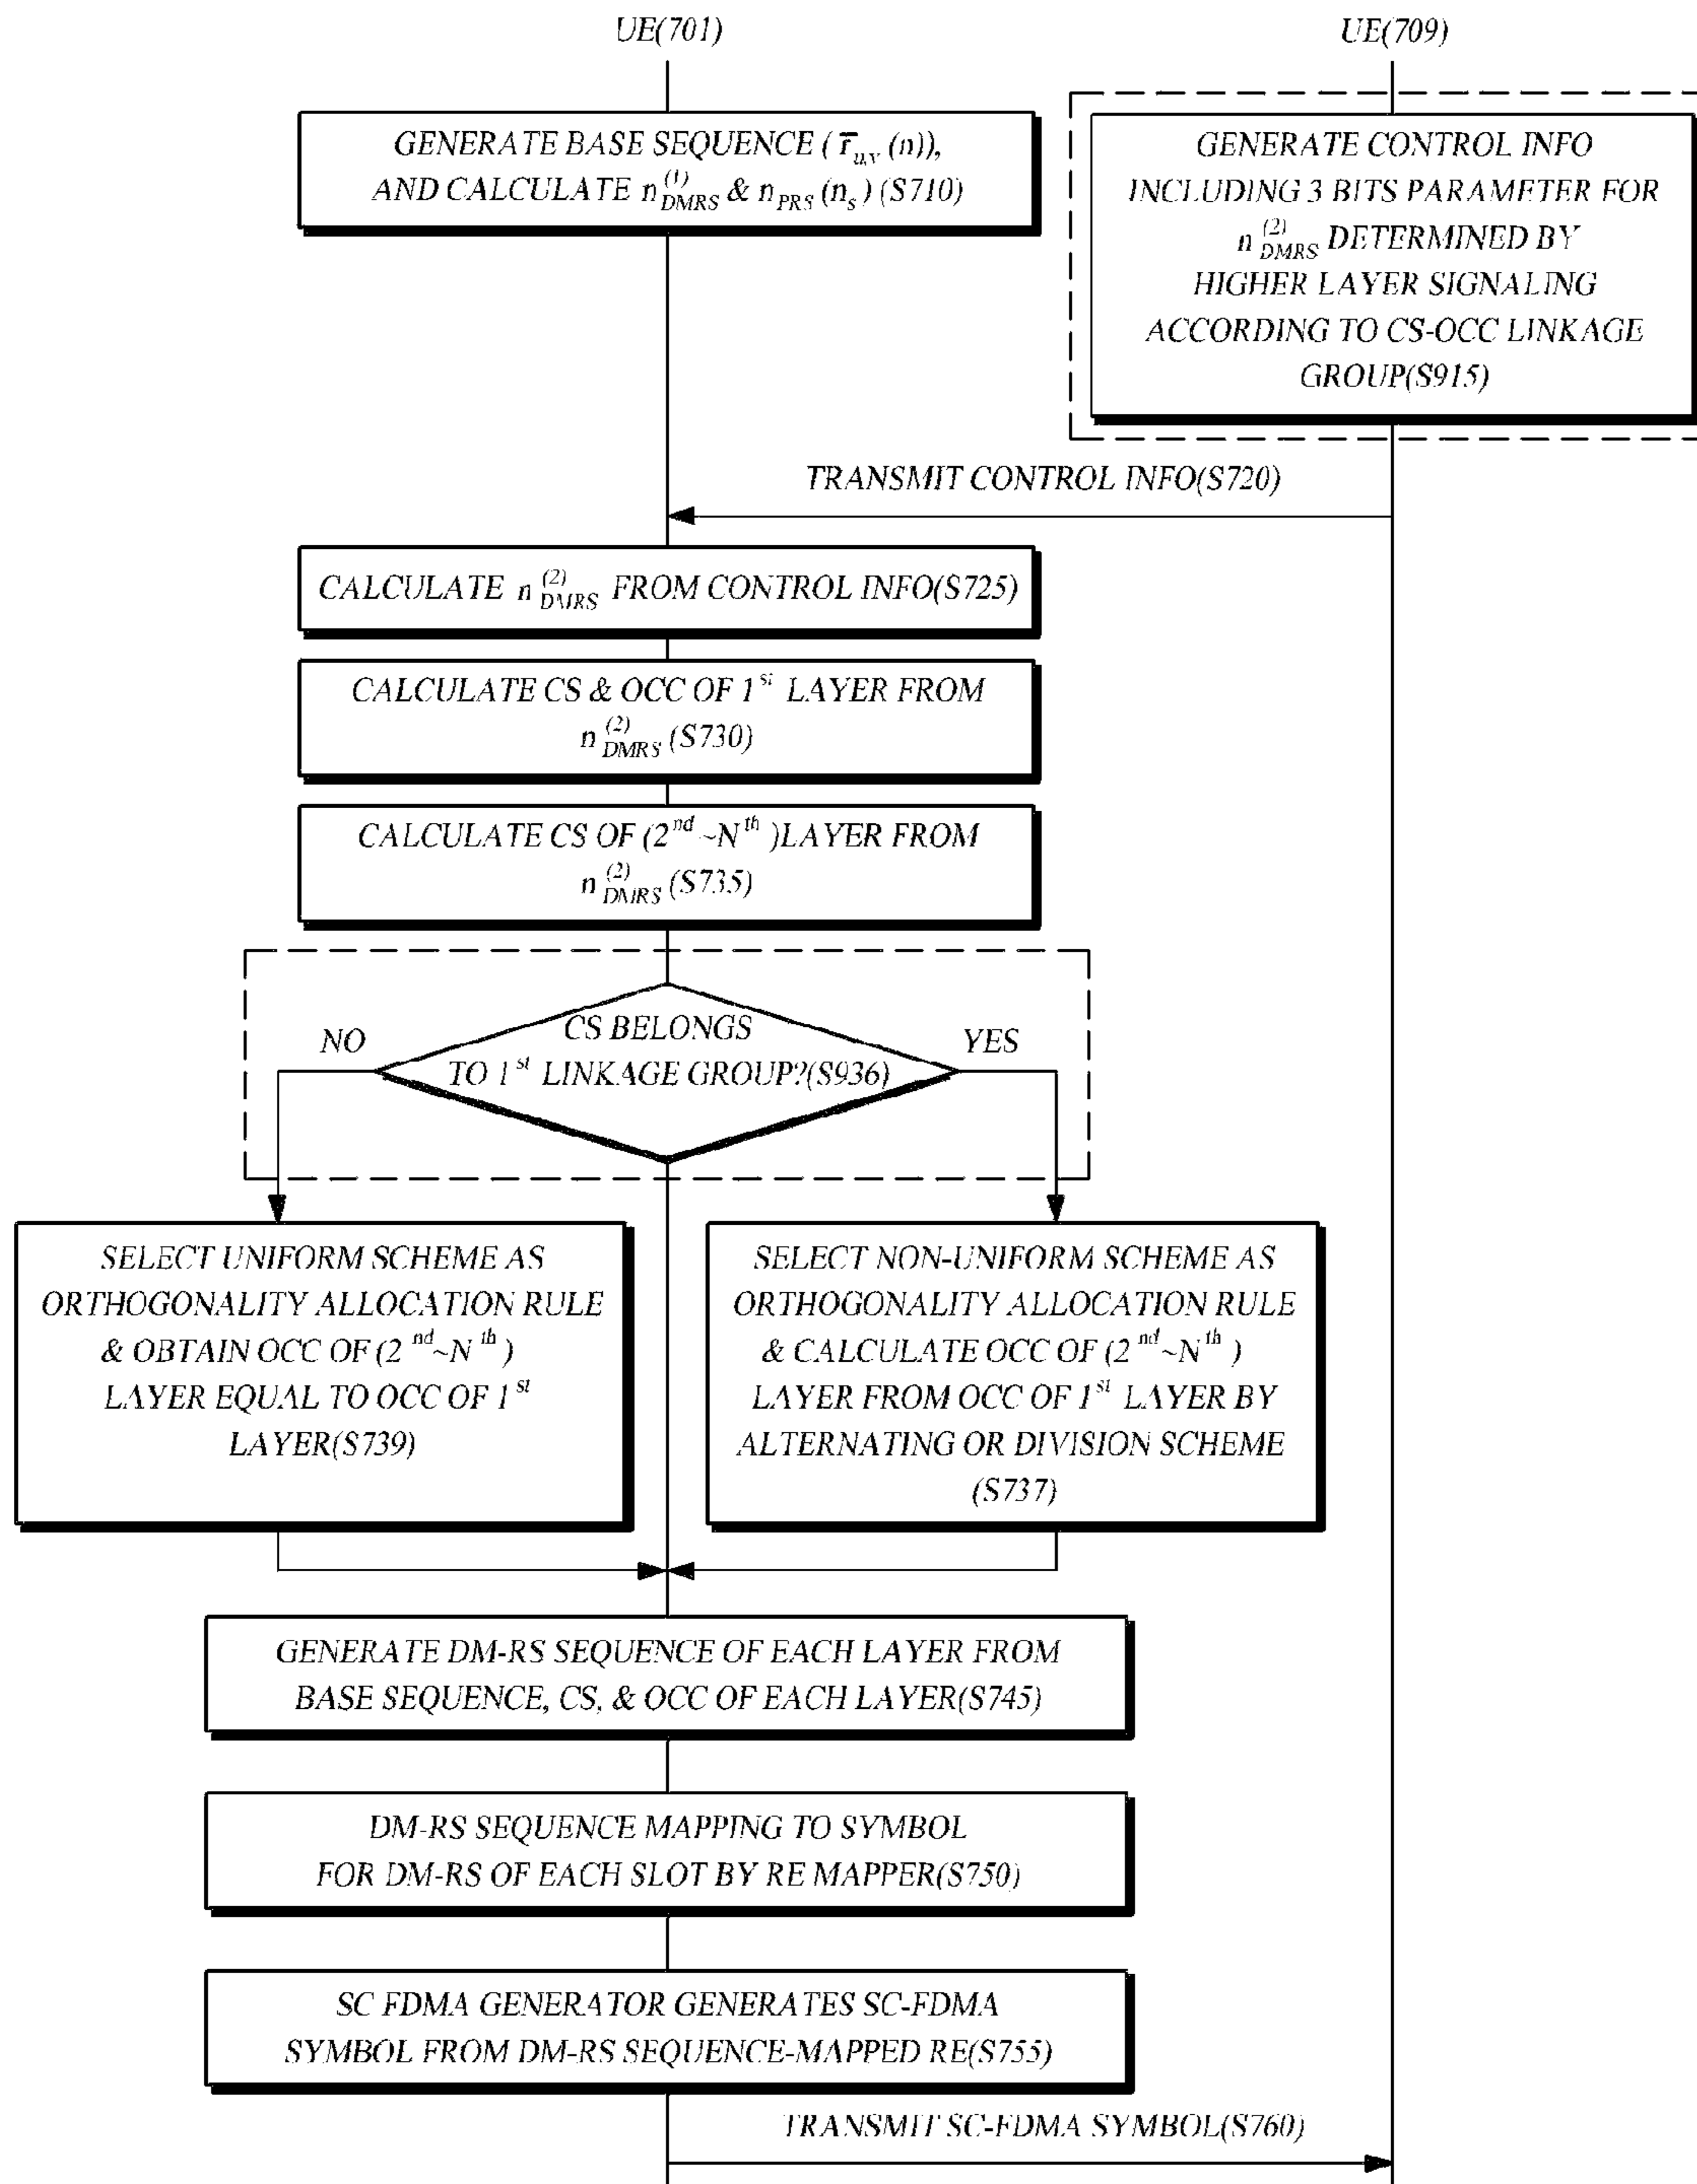 UE(701)
UE(709)
GENERATE BASE SEQUENCE ( r̄u,v (n)),
AND CALCULATE n(1)DMRS & nPRS (ns) (S710)
GENERATE CONTROL INFO
INCLUDING 3 BITS PARAMETER FOR
n(2)DMRS DETERMINED BY
HIGHER LAYER SIGNALING
ACCORDING TO CS-OCC LINKAGE
GROUP(S915)
TRANSMIT CONTROL INFO(S720)
CALCULATE n(2)DMRS FROM CONTROL INFO(S725)
CALCULATE CS & OCC OF 1st LAYER FROM
n(2)DMRS (S730)
CALCULATE CS OF (2nd~Nth )LAYER FROM
n(2)DMRS (S735)
CS BELONGS
TO 1st LINKAGE GROUP?(S936)
NO
YES
SELECT UNIFORM SCHEME AS
ORTHOGONALITY ALLOCATION RULE
& OBTAIN OCC OF (2nd~Nth)
LAYER EQUAL TO OCC OF 1st
LAYER(S739)
SELECT NON-UNIFORM SCHEME AS
ORTHOGONALITY ALLOCATION RULE
& CALCULATE OCC OF (2nd~Nth)
LAYER FROM OCC OF 1st LAYER BY
ALTERNATING OR DIVISION SCHEME
(S737)
GENERATE DM-RS SEQUENCE OF EACH LAYER FROM
BASE SEQUENCE, CS, & OCC OF EACH LAYER(S745)
DM-RS SEQUENCE MAPPING TO SYMBOL
FOR DM-RS OF EACH SLOT BY RE MAPPER(S750)
SC FDMA GENERATOR GENERATES SC-FDMA
SYMBOL FROM DM-RS SEQUENCE-MAPPED RE(S755)
TRANSMIT SC-FDMA SYMBOL(S760)